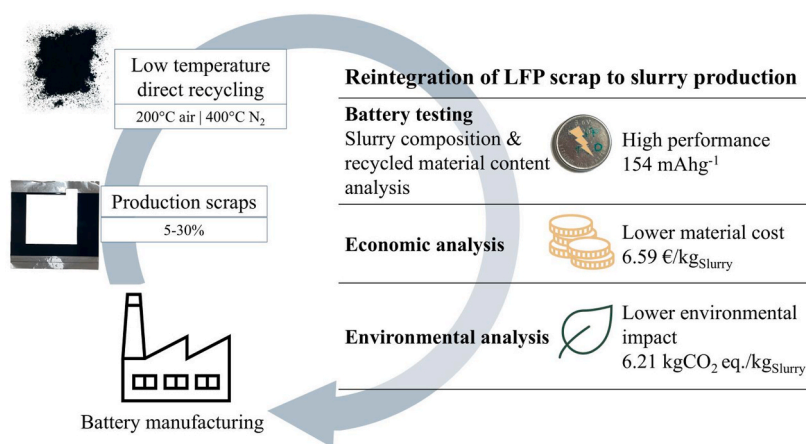 Low temperature
direct recycling
200°C air | 400°C N₂
Production scraps
5-30%
Battery manufacturing
Reintegration of LFP scrap to slurry production
Battery testing
Slurry composition &
recycled material content
analysis
High performance
154 mAhg⁻¹
Economic analysis
Lower material cost
6.59 €/kg_Slurry
Environmental analysis
Lower environmental
impact
6.21 kgCO₂ eq./kg_Slurry